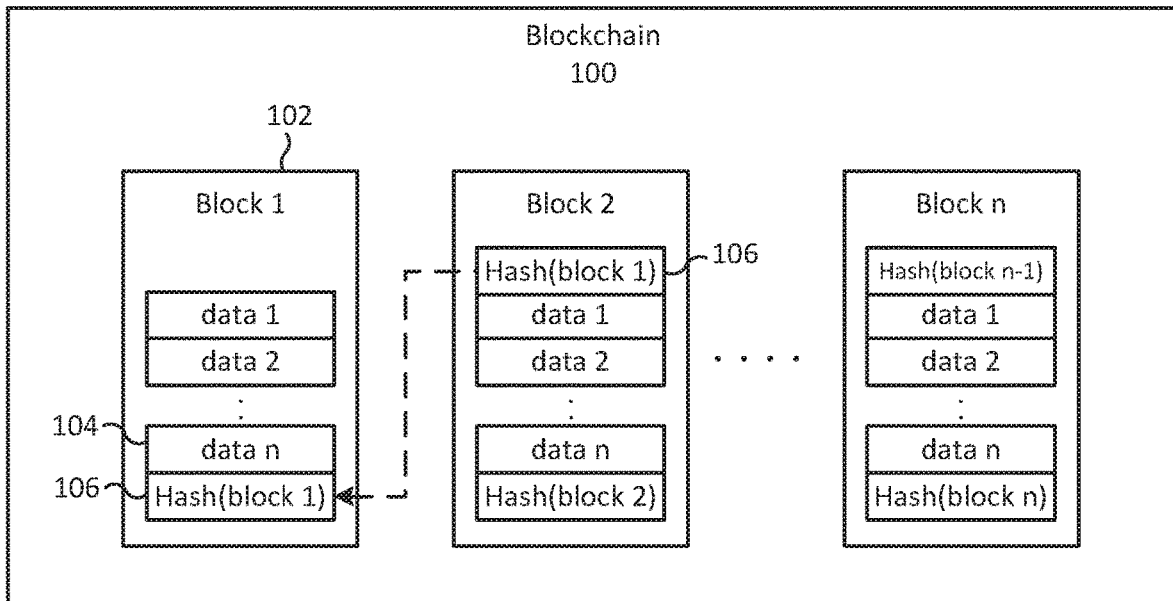 Blockchain
100
102
Block 1
data 1
data 2
data n
Hash(block 1)
104
106
Block 2
Hash(block 1)
106
data 1
data 2
data n
Hash(block 2)
Block n
Hash(block n-1)
data 1
data 2
data n
Hash(block n)